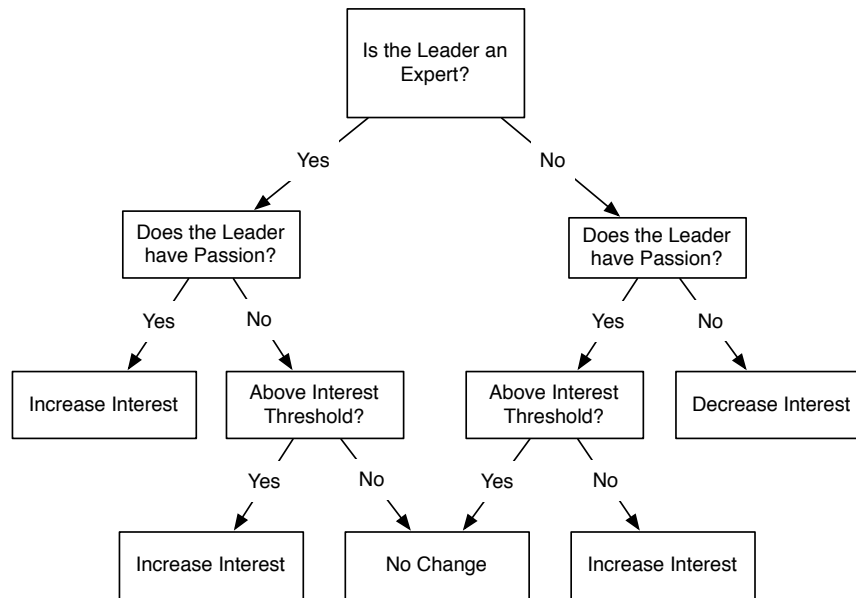 Is the Leader an
Expert?
Yes
No
Does the Leader
have Passion?
Does the Leader
have Passion?
Yes
No
Yes
No
Increase Interest
Above Interest
Threshold?
Above Interest
Threshold?
Decrease Interest
Yes
No
Yes
No
Increase Interest
No Change
Increase Interest